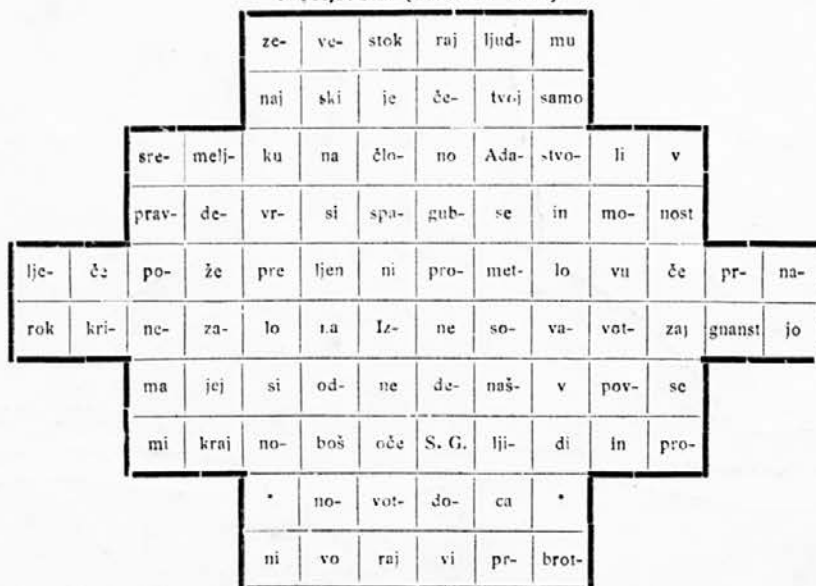 ze- ve- stok raj ljud- mu
naj ski je če- tvoj samo
sre- melj- ku na člo- no Ada- stvo- li v
prav- de- vr- si spa- gub- se in mo- nost
lje- če po- že pre ljen ni pro- met- lo vu če pr- na-
rok kri- ne- za- lo Iz- ne so- va- vot- zaj gnanst jo
ma jej si od- ne de- naš- v pov- se
mi kraj no- boš oče S. G. lji- di in pro-
* no- vot- do- ca *
ni vo raj vi pr- brot-